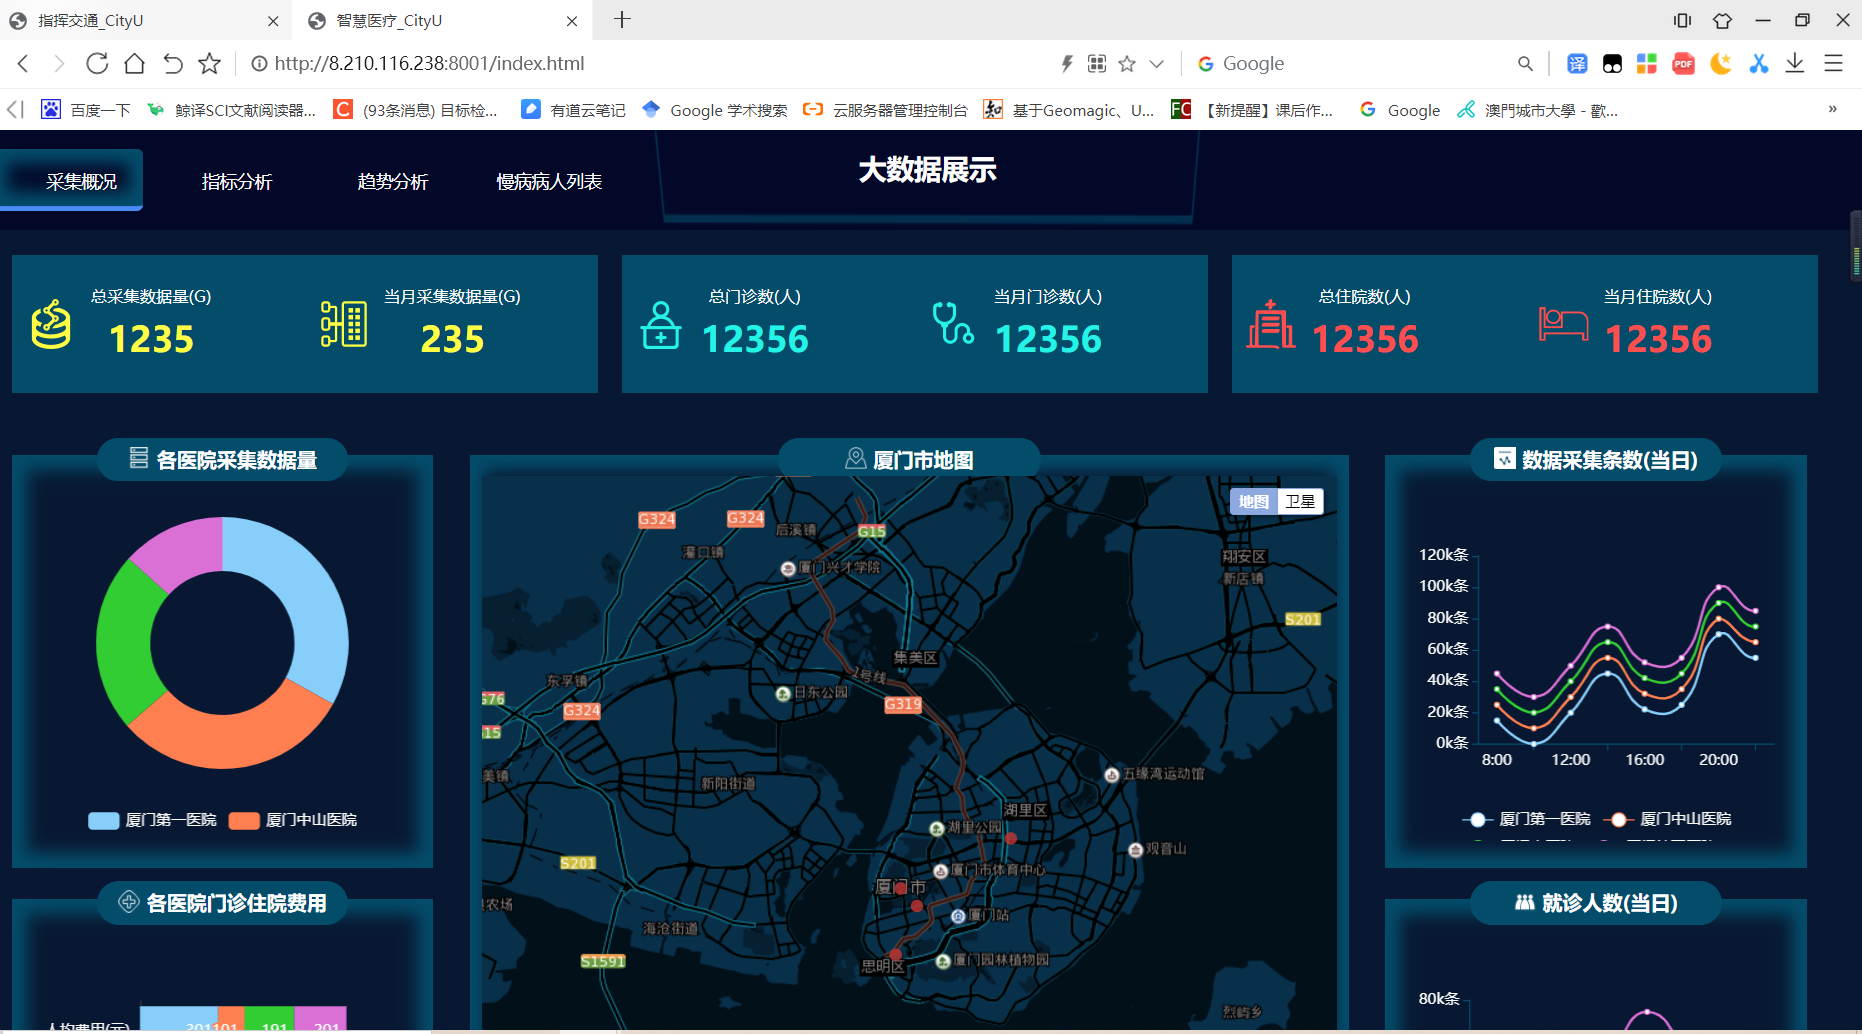 指挥交通_CityU
智慧医疗_CityU
http://8.210.116.238:8001/index.html
Google
译
PDF
百度一下
鲸译SCI文献阅读器...
C
(93条消息) 目标检...
有道云笔记
Google 学术搜索
云服务器管理控制台
知
基于Geomagic、U...
FC
【新提醒】课后作...
Google
澳門城市大學 - 歡...
»
采集概况
指标分析
趋势分析
慢病病人列表
大数据展示
总采集数据量(G)
1235
当月采集数据量(G)
235
总门诊数(人)
12356
当月门诊数(人)
12356
总住院数(人)
12356
当月住院数(人)
12356
各医院采集数据量
厦门第一医院
厦门中山医院
各医院门诊住院费用
人均费用(元)
301
101
191
201
厦门市地图
地图
卫星
G324
G324
后溪镇
G15
灌口镇
厦门兴才学院
翔安区
新店镇
S201
集美区
1号线
东孚镇
日东公园
G76
G324
G319
G15
美镇
新阳街道
五缘湾运动馆
湖里区
湖里公园
观音山
S201
厦门市体育中心
厦门市
农场
厦门站
海沧街道
S1591
思明区
厦门园林植物园
烈屿乡
数据采集条数(当日)
120k条
100k条
80k条
60k条
40k条
20k条
0k条
8:00
12:00
16:00
20:00
厦门第一医院
厦门中山医院
就诊人数(当日)
80k条